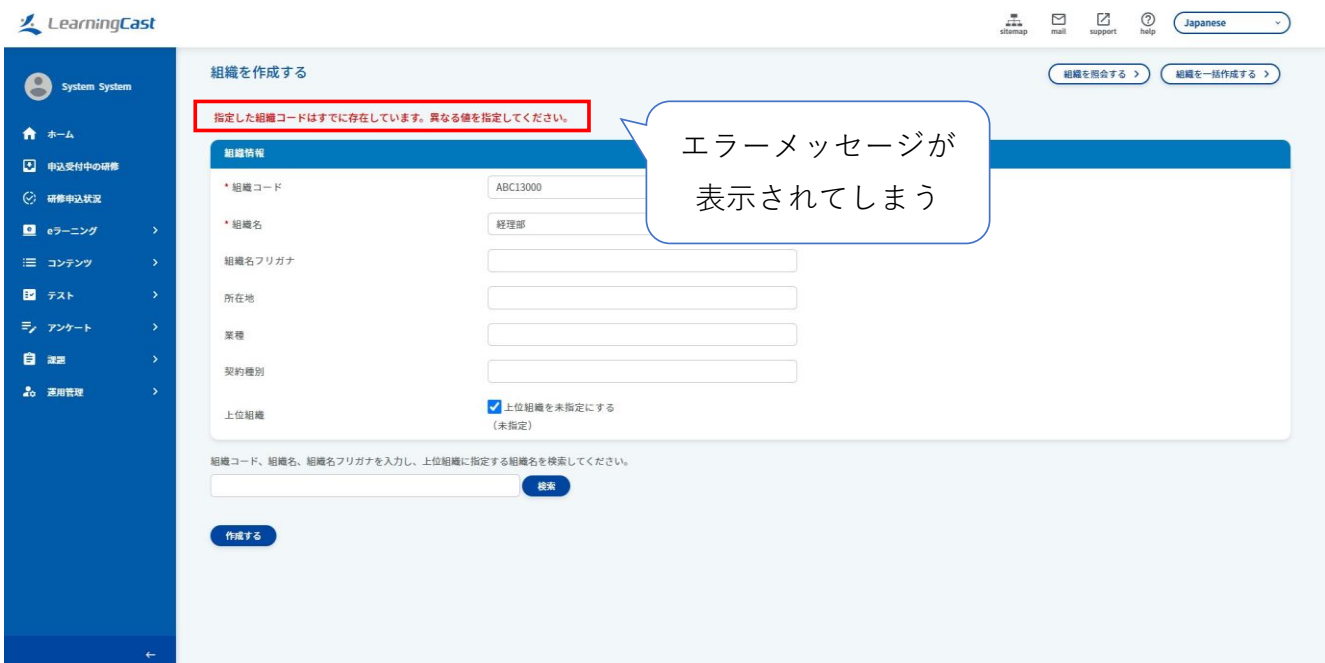 LearningCast
sitemap
mail
support
help
Japanese
System System
ホーム
申込受付中の研修
研修申込状況
eラーニング
コンテンツ
テスト
アンケート
課題
運用管理
組織を作成する
組織を照会する
組織を一括作成する
指定した組織コードはすでに存在しています。異なる値を指定してください。
エラーメッセージが
表示されてしまう
組織情報
* 組織コード
ABC13000
* 組織名
経理部
組織名フリガナ
所在地
業種
契約種別
上位組織
上位組織を未指定にする
（未指定）
組織コード、組織名、組織名フリガナを入力し、上位組織に指定する組織名を検索してください。
検索
作成する